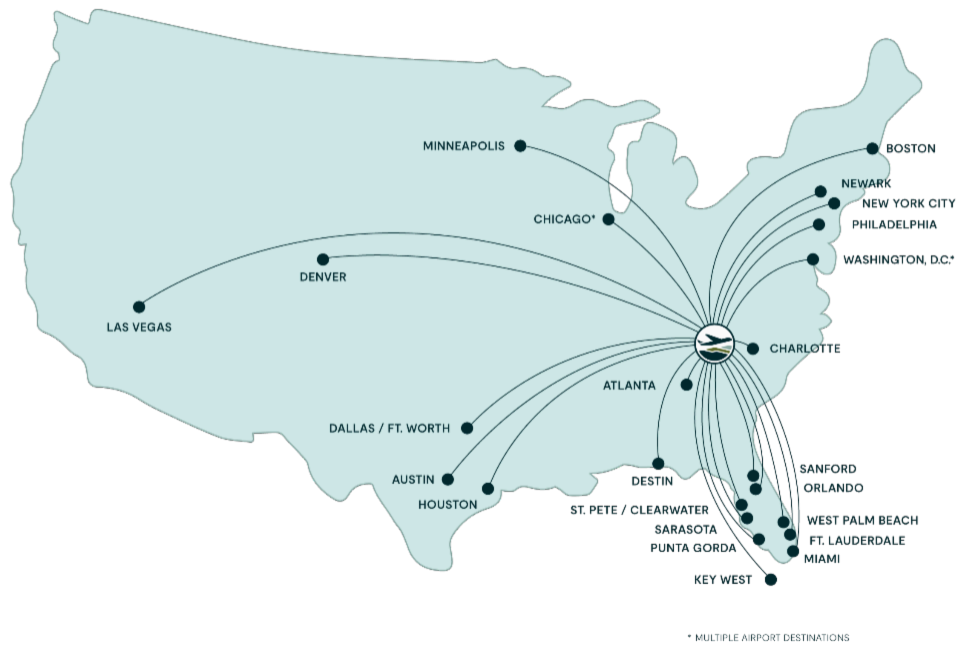 MINNEAPOLIS
BOSTON
NEWARK
NEW YORK CITY
CHICAGO*
PHILADELPHIA
WASHINGTON, D.C.*
DENVER
LAS VEGAS
CHARLOTTE
ATLANTA
DALLAS / FT. WORTH
SANFORD
AUSTIN
DESTIN
ORLANDO
HOUSTON
ST. PETE / CLEARWATER
WEST PALM BEACH
SARASOTA
FT. LAUDERDALE
PUNTA GORDA
MIAMI
KEY WEST
* MULTIPLE AIRPORT DESTINATIONS